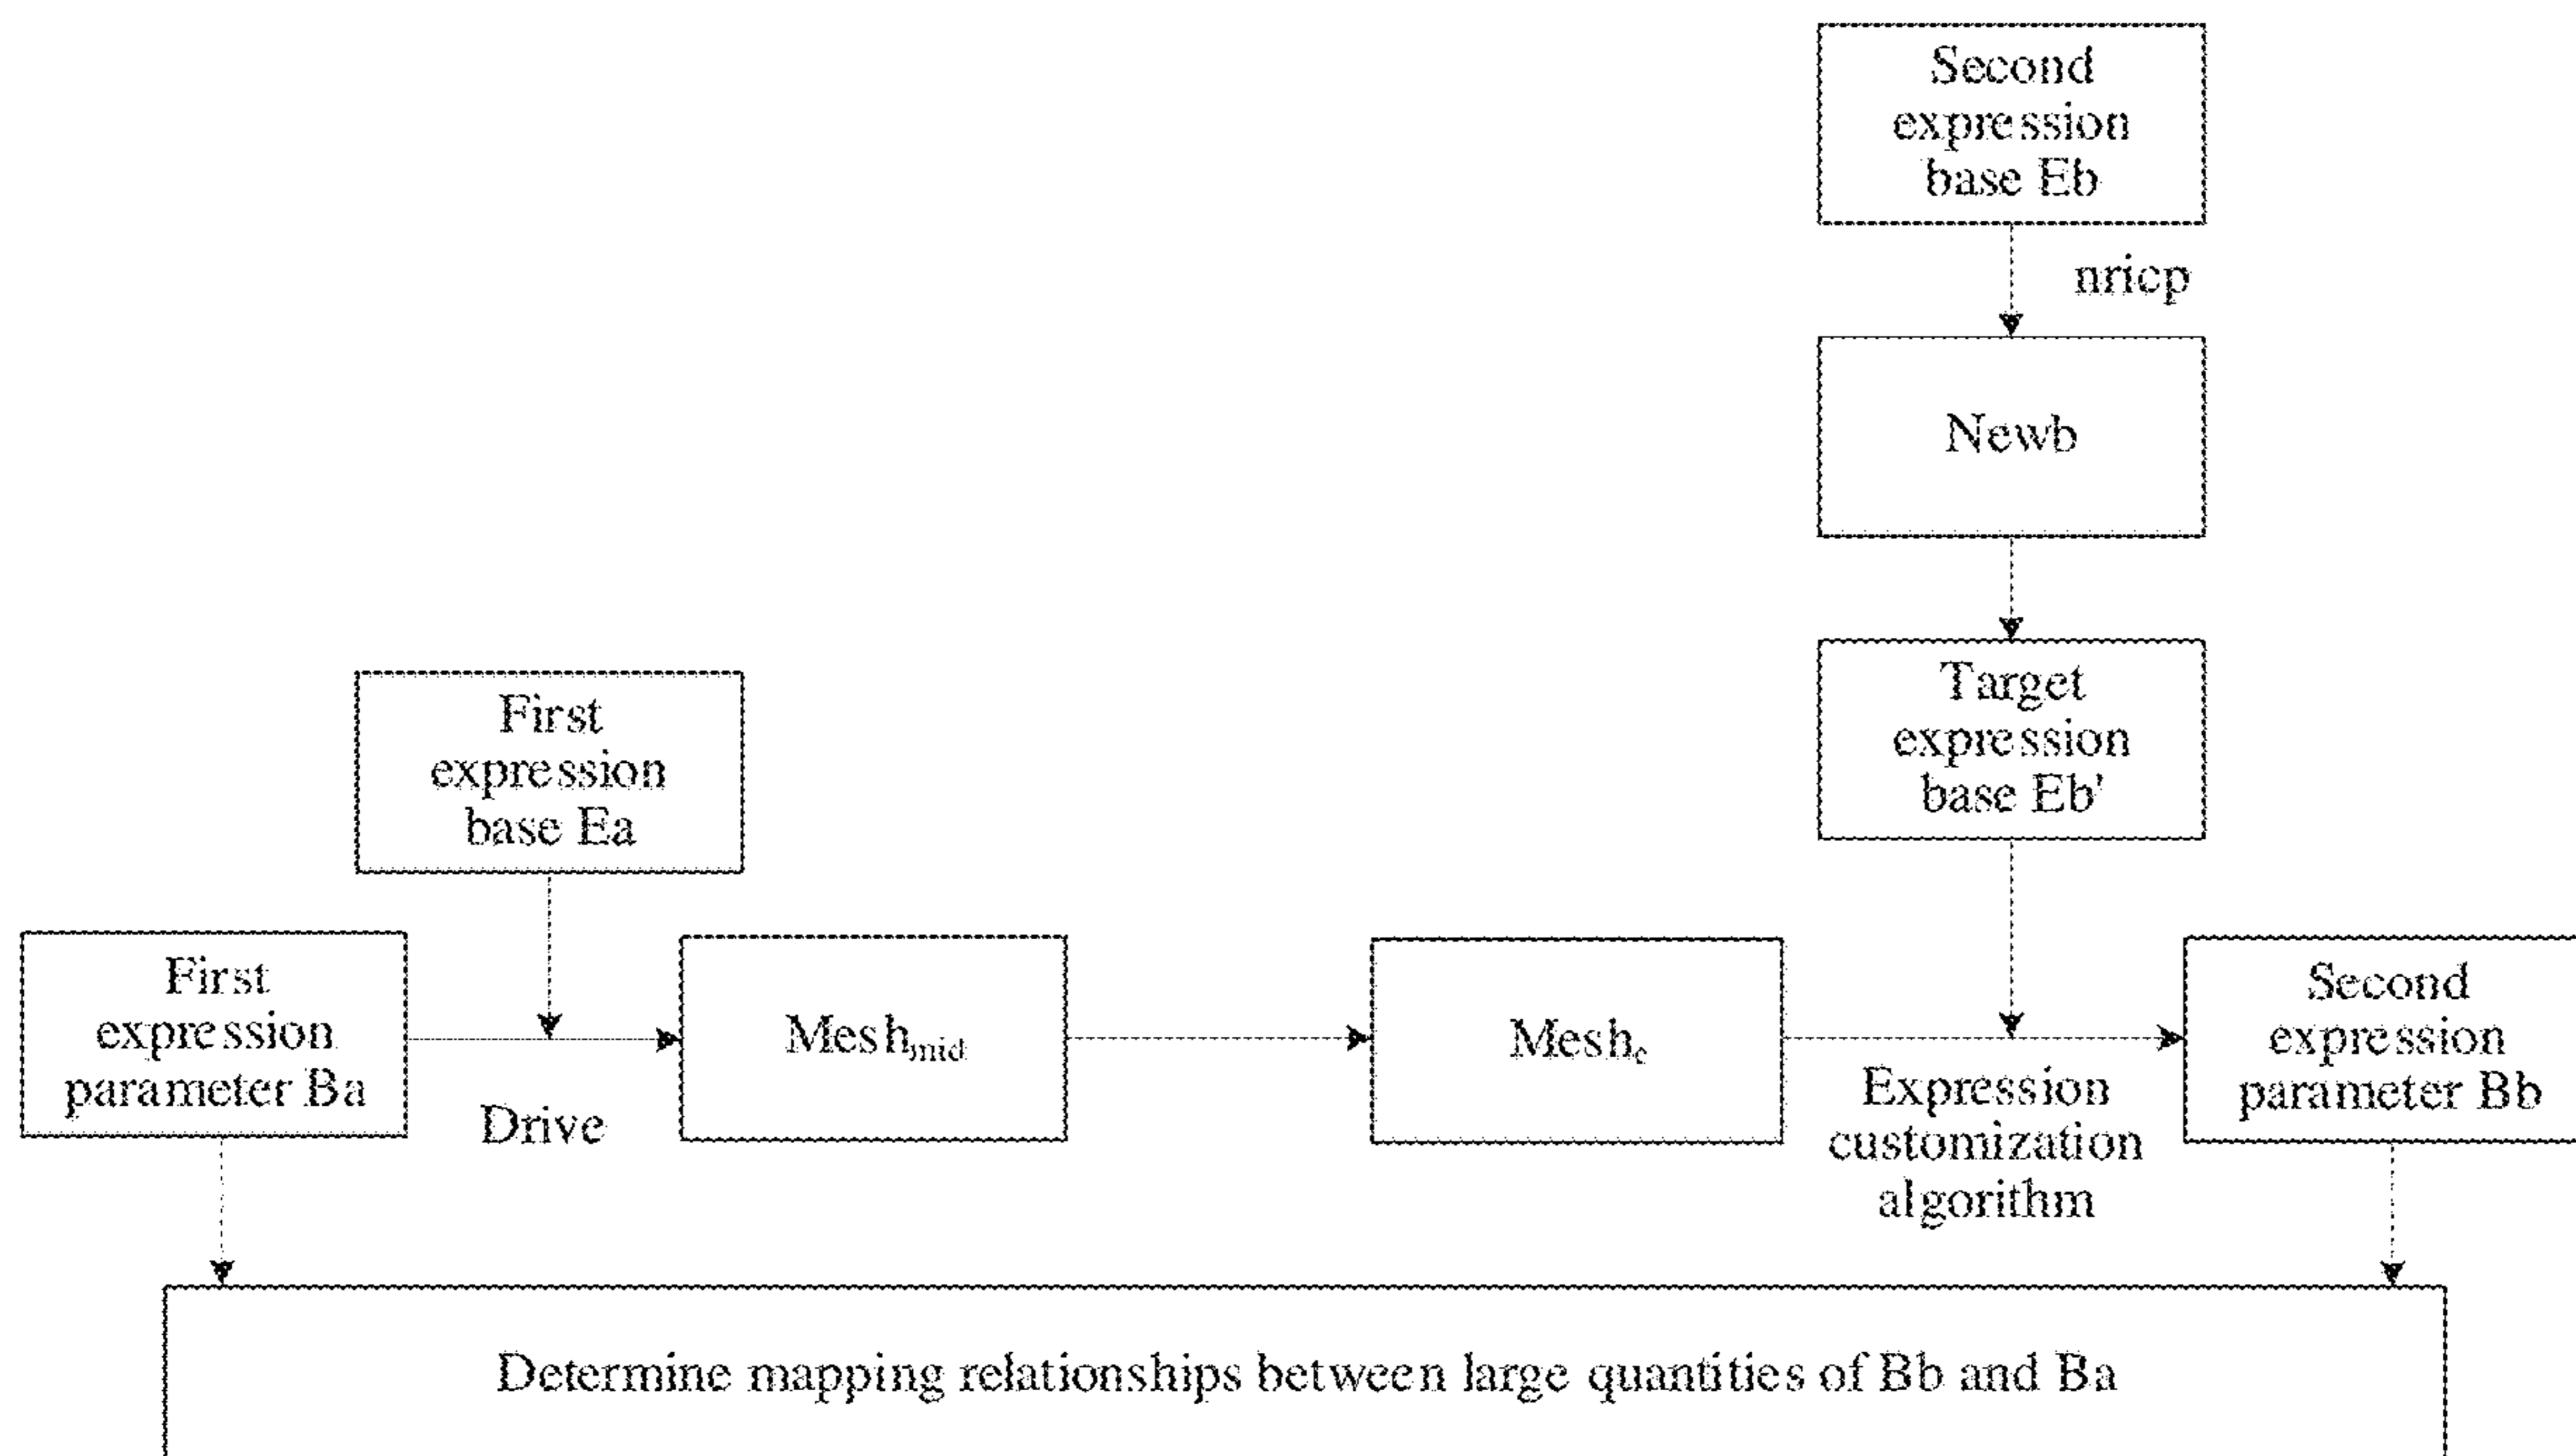 Second
expression
base Eb
nricp
Newb
Target
expression
base Eb'
First
expression
base Ea
First
expression
parameter Ba
Drive
Meshmid
Meshe
Expression
customization
algorithm
Second
expression
parameter Bb
Determine mapping relationships between large quantities of Bb and Ba